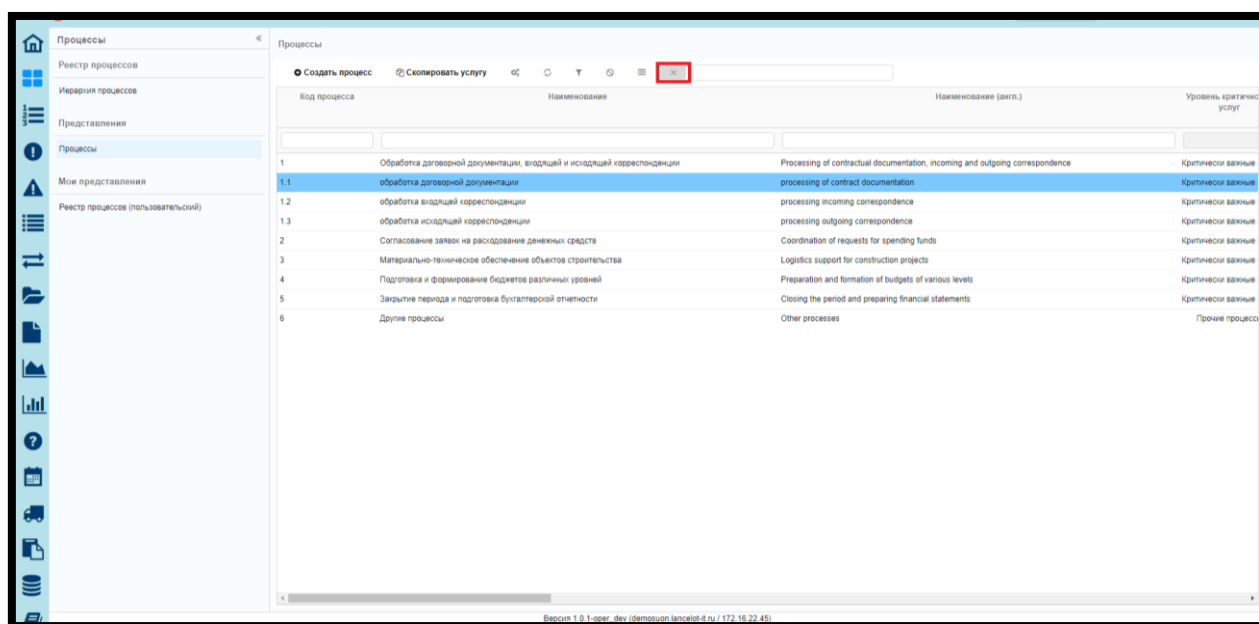 Процессы
Реестр процессов
Иерархия процессов
Представления
Процессы
Мои представления
Реестр процессов (пользовательский)
Процессы
Создать процесс Скопировать услугу
Код процесса Наименование Наименование (англ.) Уровень критичнс
услуг
1 Обработка договорной документации, входящей и исходящей корреспонденции Processing of contractual documentation, incoming and outgoing correspondence Критически важные
1.1 обработка договорной документации processing of contract documentation Критически важные
1.2 обработка входящей корреспонденции processing incoming correspondence Критически важные
1.3 обработка исходящей корреспонденции processing outgoing correspondence Критически важные
2 Согласование заявок на расходование денежных средств Coordination of requests for spending funds Критически важные
3 Материально-техническое обеспечение объектов строительства Logistics support for construction projects Критически важные
4 Подготовка и формирование бюджетов различных уровней Preparation and formation of budgets of various levels Критически важные
5 Закрытие периода и подготовка бухгалтерской отчетности Closing the period and preparing financial statements Критически важные
6 Другие процессы Other processes Прочие процесс
Версия 1.0.1-oper_dev (demosuon.lancelot-it.ru / 172.16.22.45)